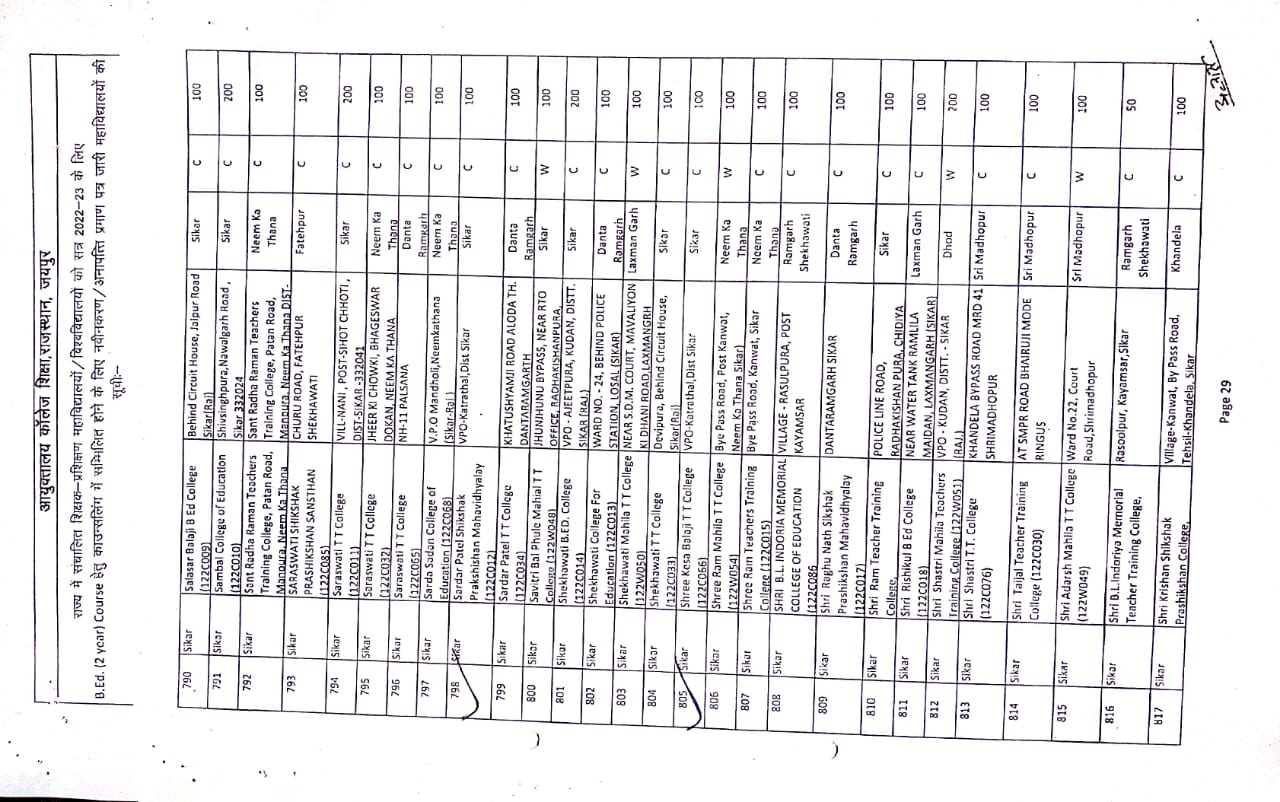 आयुक्तालय कॉलेज शिक्षा,राजस्थान, जयपुर
राज्य में संचालित शिक्षक–प्रशिक्षण महाविद्यालयों/विश्वविद्यालयों को सत्र 2022–23 के लिए
B.Ed. (2 year) Course हेतु काउन्सलिंग में सम्मिलित होने के लिए नवीनकरण/अनापत्ति प्रमाण पत्र जारी महाविद्यालयों की
सूचीः–
790 Sikar Salasar Balaji B Ed College Behind Circuit House, Jaipur Road Sikar C 100
(122C009) Sikar(Raj)
791 Sikar Sambal College of Education Shivsinghpura,Nawalgarh Road , Sikar C 200
(122C010) Sikar 332024
792 Sikar Sant Radha Raman Teachers Sant Radha Raman Teachers Neem Ka C 100
Training College, Patan Road, Training College, Patan Road, Thana
Manpura, Neem Ka Thana Manpura, Neem Ka Thana DIST-
793 Sikar SARASWATI SHIKSHAK CHURU ROAD, FATEHPUR Fatehpur C 100
PRASHIKSHAN SANSTHAN SHEKHAWATI
(122C085)
794 Sikar Saraswati T T College VILL-NANI , POST-SIHOT CHHOTI , Sikar C 200
(122C011) DIST-SIKAR -332041
795 Sikar Saraswati T T College JHEER KI CHOWKI, BHAGESWAR Neem Ka C 100
(122C032) DOKAN, NEEM KA THANA Thana
796 Sikar Saraswati T T College NH-11 PALSANA Danta C 100
(122C065) Ramgarh
797 Sikar Sarda Sadan College of V.P.O Mandholi,Neemkathana Neem Ka C 100
Education (122C068) (Sikar-Raj ) Thana
798 Sikar Sardar Patel Shikshak VPO-Katrathal,Dist Sikar Sikar C 100
Prakshishan Mahavidhyalay
(122C012)
799 Sikar Sardar Patel T T College KHATUSHYAMJI ROAD ALODA TH. Danta C 100
(122C034) DANTARAMGARTH Ramgarh
800 Sikar Savitri Bal Phule Mahial T T JHUNJHUNU BYPASS, NEAR RTO Sikar W 100
College (122W048) OFFICE, RADHAKISHANPURA,
801 Sikar Shekhawati B.ED. College VPO - AJEETPURA, KUDAN, DISTT. Sikar C 200
(122C014) SIKAR (RAJ.)
802 Sikar Shekhawati College For WARD NO. - 24, BEHIND POLICE Danta C 100
Education (122C013) STATION, LOSAL (SIKAR) Ramgarh
803 Sikar Shekhawati Mahila T T College NEAR S.D.M. COURT, MAVALIYON Laxman Garh W 100
(122W050) KI DHANI ROAD,LAXMANGRH
804 Sikar Shekhawati T T College Devipura, Behind Circuit House, Sikar C 100
(122C033) Sikar(Raj)
805 Sikar Shree Kesa Balaji T T College VPO-Katrathal,Dist Sikar Sikar C 100
(122C066)
806 Sikar Shree Ram Mahila T T College Bye Pass Road, Post Kanwat, Neem Ka W 100
(122W054) Neem Ka Thana Sikar) Thana
807 Sikar Shree Ram Teachers Training Bye Pass Road, Kanwat, Sikar Neem Ka C 100
College (122C015) Thana
808 Sikar SHRI B.L. INDORIA MEMORIAL VILLAGE - RASULPURA, POST Ramgarh C 100
COLLEGE OF EDUCATION KAYAMSAR Shekhawati
(122C086
809 Sikar Shri Raghu Nath Sikshak DANTARAMGARH SIKAR Danta C 100
Prashikshan Mahavidhyalay Ramgarh
(122C017)
810 Sikar Shri Ram Teacher Training POLICE LINE ROAD, Sikar C 100
College, RADHAKISHAN PURA, CHIDIYA
811 Sikar Shri Rishikul B Ed College NEAR WATER TANK RAMLILA Laxman Garh C 100
(122C018) MAIDAN, LAXMANGARH (SIKAR)
812 Sikar Shri Shastri Mahila Teachers VPO - KUDAN, DISTT. - SIKAR Dhod W 200
Training College (122W051) (RAJ.)
813 Sikar Shri Shastri T.T. College KHANDELA BYPASS ROAD MRD 41 Sri Madhopur C 100
(122C076) SHRIMADHOPUR
814 Sikar Shri Taijal Teacher Training AT SMPR ROAD BHAIRUJI MODE Sri Madhopur C 100
College (122C030) RINGUS
815 Sikar Shri Adarsh Mahila T T College Ward No.22, Court Sri Madhopur W 100
(122W049) Road,Shrimadhopur
816 Sikar Shri B.L.Indoriya Memorial Rasoolpur, Kayamsar,Sikar Ramgarh C 50
Teacher Training College, Shekhawati
817 Sikar Shri Krishan Shikshak Village-Kanwat, By Pass Road, Khandela C 100
Prashikshan College, Tehsil-Khandela, Sikar
Page 29